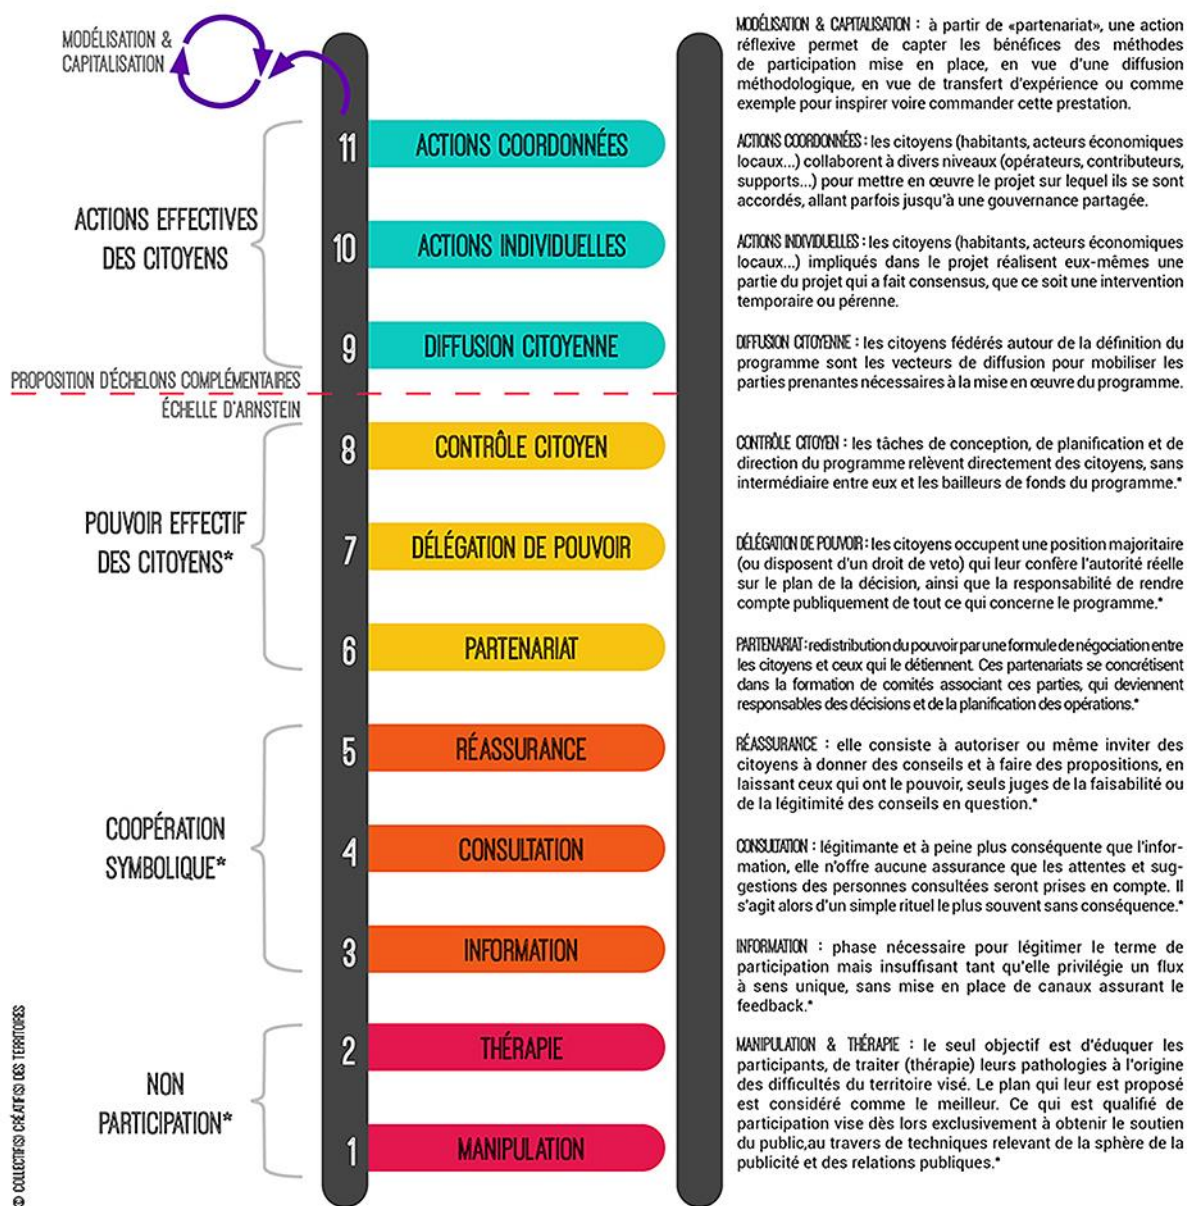 MODÉLISATION &
CAPITALISATION
MODÉLISATION & CAPITALISATION : à partir de «partenariat», une action
réflexive permet de capter les bénéfices des méthodes
de participation mise en place, en vue d'une diffusion
méthodologique, en vue de transfert d'expérience ou comme
exemple pour inspirer voire commander cette prestation.
ACTIONS EFFECTIVES
DES CITOYENS
11
ACTIONS COORDONNÉES
ACTIONS COORDONNÉES : les citoyens (habitants, acteurs économiques
locaux...) collaborent à divers niveaux (opérateurs, contributeurs,
supports...) pour mettre en œuvre le projet sur lequel ils se sont
accordés, allant parfois jusqu'à une gouvernance partagée.
10
ACTIONS INDIVIDUELLES
ACTIONS INDIVIDUELLES : les citoyens (habitants, acteurs économiques
locaux...) impliqués dans le projet réalisent eux-mêmes une
partie du projet qui a fait consensus, que ce soit une intervention
temporaire ou pérenne.
9
DIFFUSION CITOYENNE
DIFFUSION CITOYENNE : les citoyens fédérés autour de la définition du
programme sont les vecteurs de diffusion pour mobiliser les
parties prenantes nécessaires à la mise en œuvre du programme.
PROPOSITION D'ÉCHELONS COMPLÉMENTAIRES
ÉCHELLE D'ARNSTEIN
POUVOIR EFFECTIF
DES CITOYENS*
8
CONTRÔLE CITOYEN
CONTRÔLE CITOYEN : les tâches de conception, de planification et de
direction du programme relèvent directement des citoyens, sans
intermédiaire entre eux et les bailleurs de fonds du programme.*
7
DÉLÉGATION DE POUVOIR
DÉLÉGATION DE POUVOIR : les citoyens occupent une position majoritaire
(ou disposent d'un droit de veto) qui leur confère l'autorité réelle
sur le plan de la décision, ainsi que la responsabilité de rendre
compte publiquement de tout ce qui concerne le programme.*
6
PARTENARIAT
PARTENARIAT : redistribution du pouvoir par une formule de négociation entre
les citoyens et ceux qui le détiennent. Ces partenariats se concrétisent
dans la formation de comités associant ces parties, qui deviennent
responsables des décisions et de la planification des opérations.*
COOPÉRATION
SYMBOLIQUE*
5
RÉASSURANCE
RÉASSURANCE : elle consiste à autoriser ou même inviter des
citoyens à donner des conseils et à faire des propositions, en
laissant ceux qui ont le pouvoir, seuls juges de la faisabilité ou
de la légitimité des conseils en question.*
4
CONSULTATION
CONSULTATION : légitimante et à peine plus conséquente que l'infor-
mation, elle n'offre aucune assurance que les attentes et sug-
gestions des personnes consultées seront prises en compte. Il
s'agit alors d'un simple rituel le plus souvent sans conséquence.*
3
INFORMATION
INFORMATION : phase nécessaire pour légitimer le terme de
participation mais insuffisant tant qu'elle privilégie un flux
à sens unique, sans mise en place de canaux assurant le
feedback.*
NON
PARTICIPATION*
2
THÉRAPIE
1
MANIPULATION
MANIPULATION & THÉRAPIE : le seul objectif est d'éduquer les
participants, de traiter (thérapie) leurs pathologies à l'origine
des difficultés du territoire visé. Le plan qui leur est proposé
est considéré comme le meilleur. Ce qui est qualifié de
participation vise dès lors exclusivement à obtenir le soutien
du public,au travers de techniques relevant de la sphère de la
publicité et des relations publiques.*
© COLLECTIF(S) CRÉATIF(S) DES TERRITOIRES